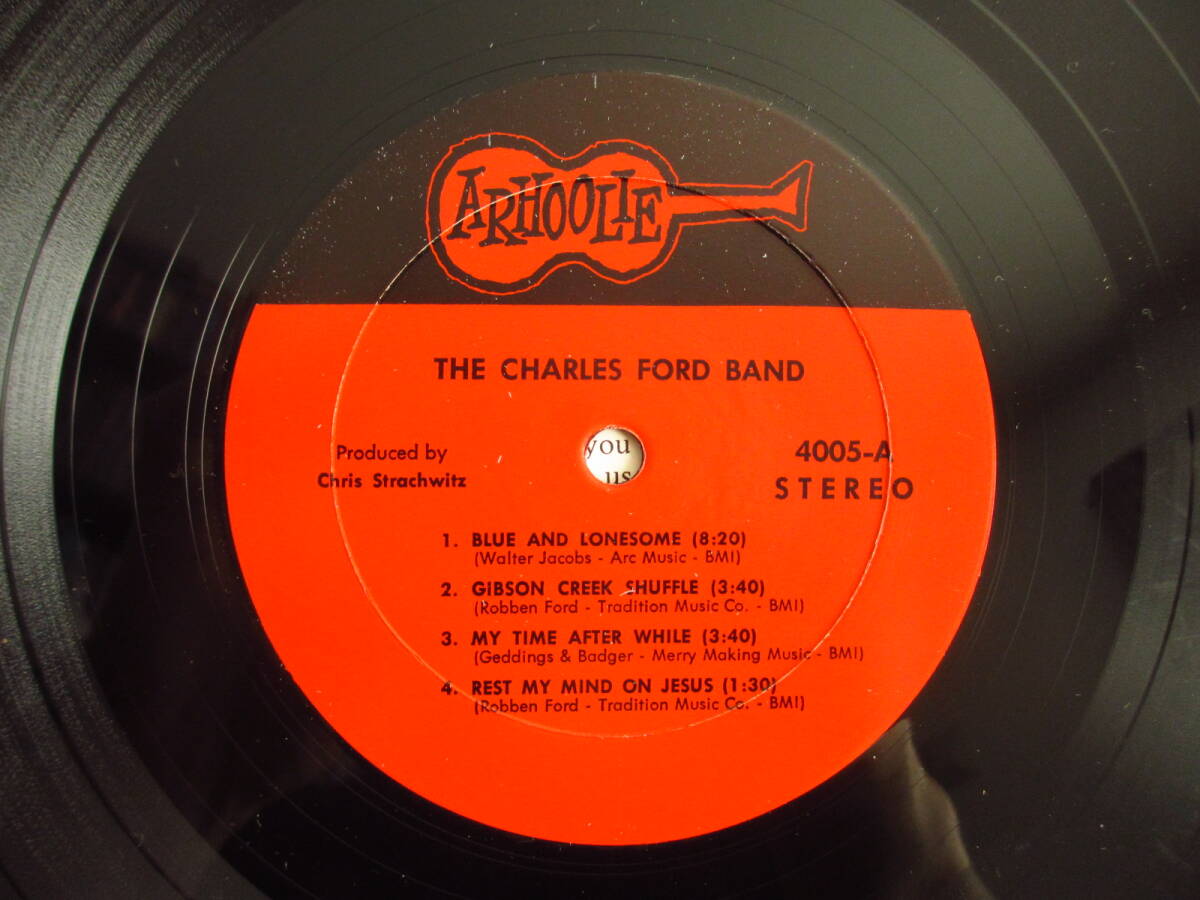 ARHOOLIE
THE CHARLES FORD BAND
Produced by
Chris Strachwitz
you
us
4005-A
STEREO
1. BLUE AND LONESOME (8:20)
(Walter Jacobs - Arc Music - BMI)
2. GIBSON CREEK SHUFFLE (3:40)
(Robben Ford - Tradition Music Co. - BMI)
3. MY TIME AFTER WHILE (3:40)
(Geddings & Badger - Merry Making Music - BMI)
4. REST MY MIND ON JESUS (1:30)
(Robben Ford - Tradition Music Co. - BMI)